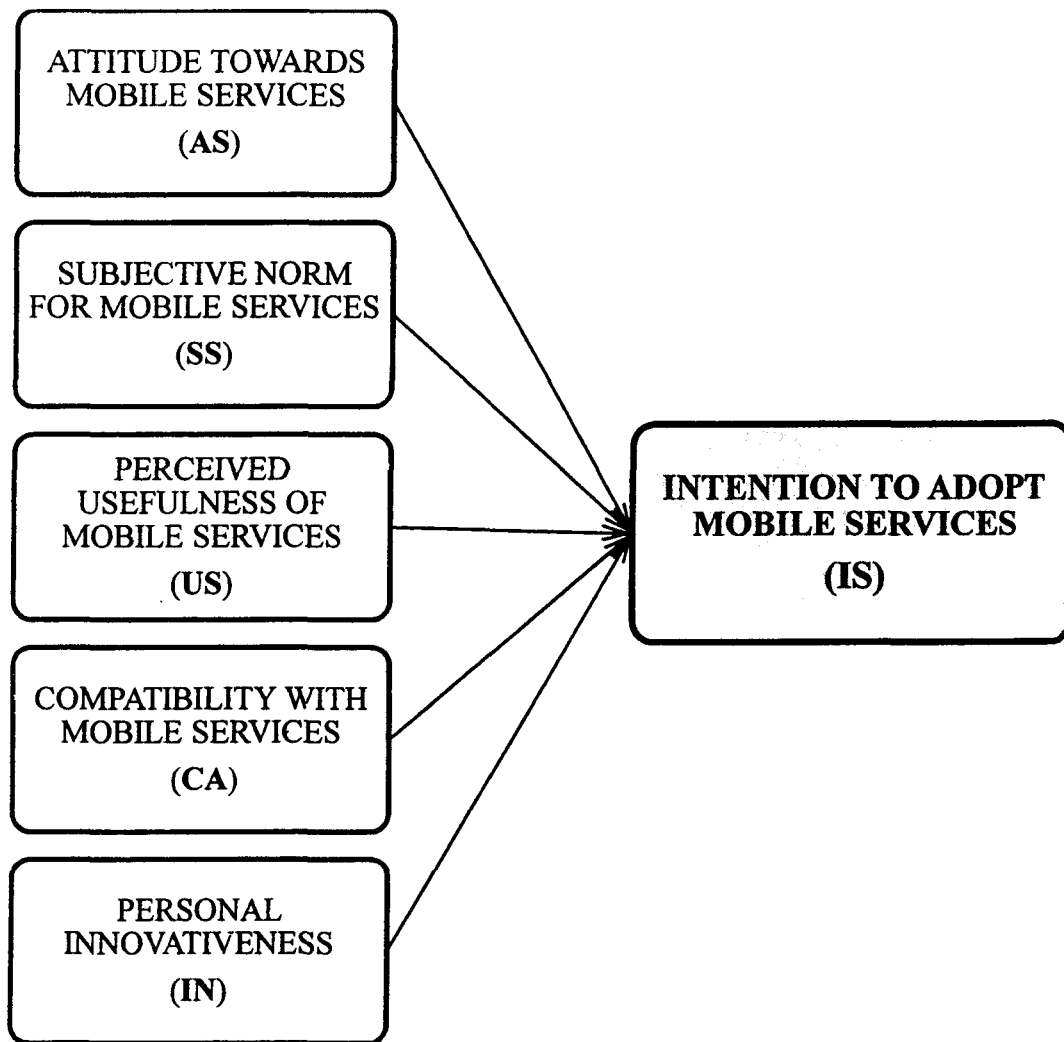 ATTITUDE TOWARDS
MOBILE SERVICES
(AS)
SUBJECTIVE NORM
FOR MOBILE SERVICES
(SS)
PERCEIVED
USEFULNESS OF
MOBILE SERVICES
(US)
COMPATIBILITY WITH
MOBILE SERVICES
(CA)
PERSONAL
INNOVATIVENESS
(IN)
INTENTION TO ADOPT
MOBILE SERVICES
(IS)